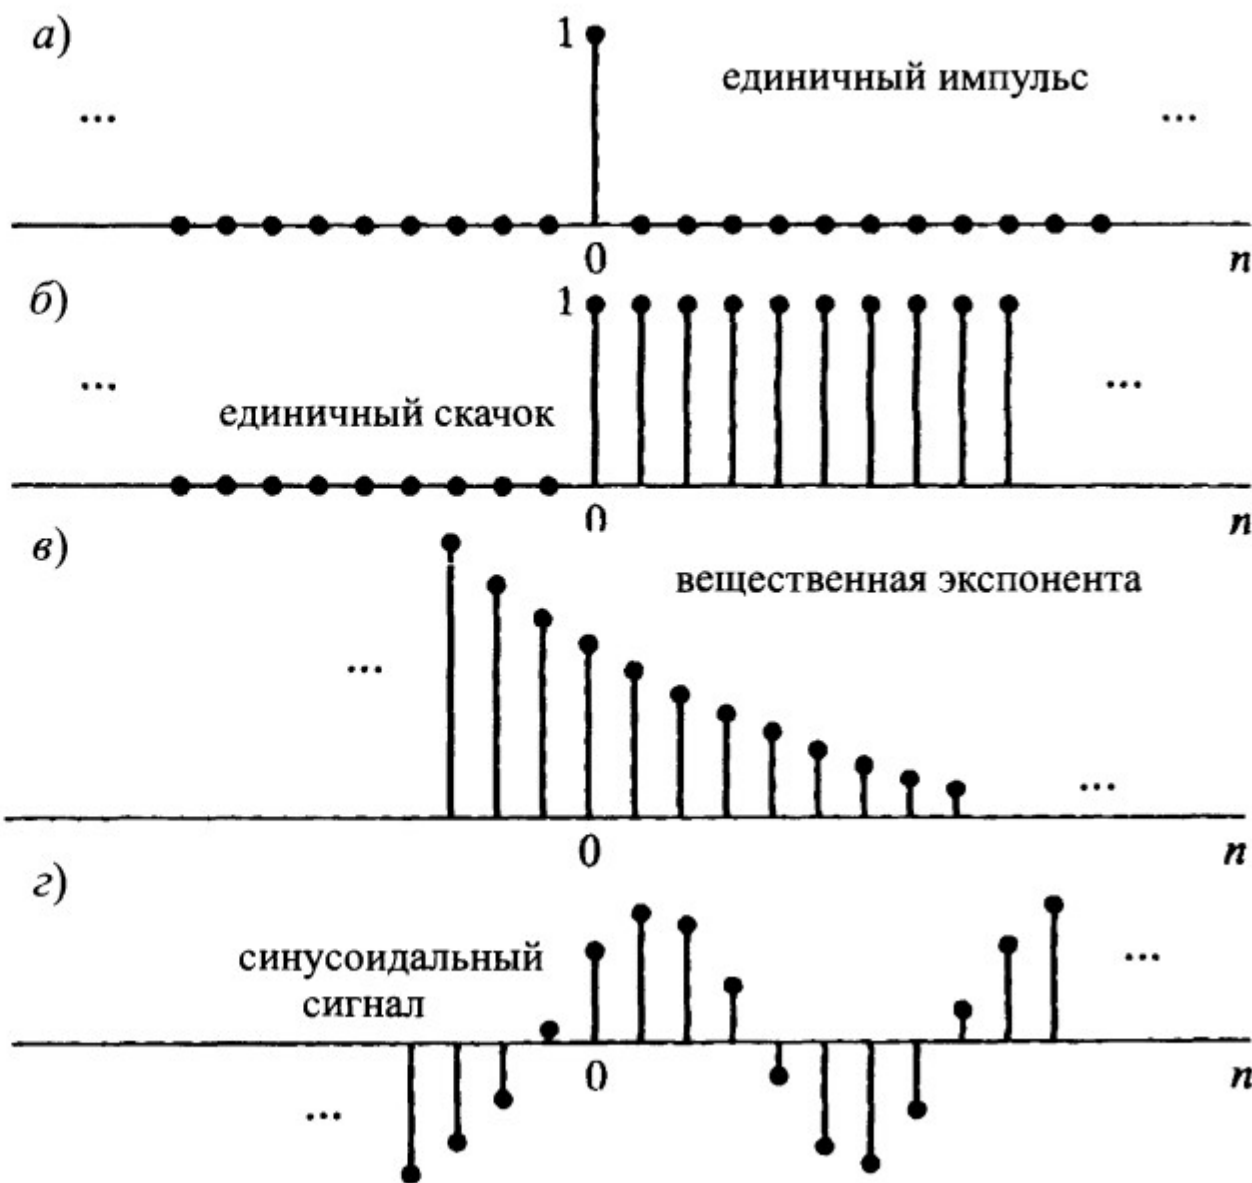 а)
1
единичный импульс
...
...
0
n
б)
1
...
...
единичный скачок
0
n
в)
вещественная экспонента
...
...
0
n
г)
синусоидальный
сигнал
...
0
n
...